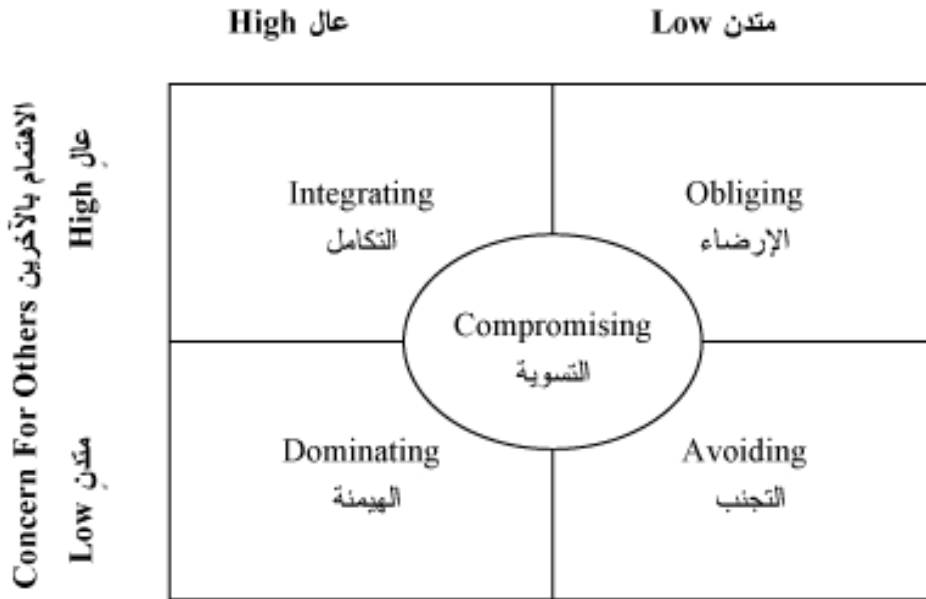 High عال
Low متدن
Concern For Others الاهتمام بالآخرين
High عالِ
Low متدنِ
Integrating
التكامل
Obliging
الإرضاء
Compromising
التسوية
Dominating
الهيمنة
Avoiding
التجنب